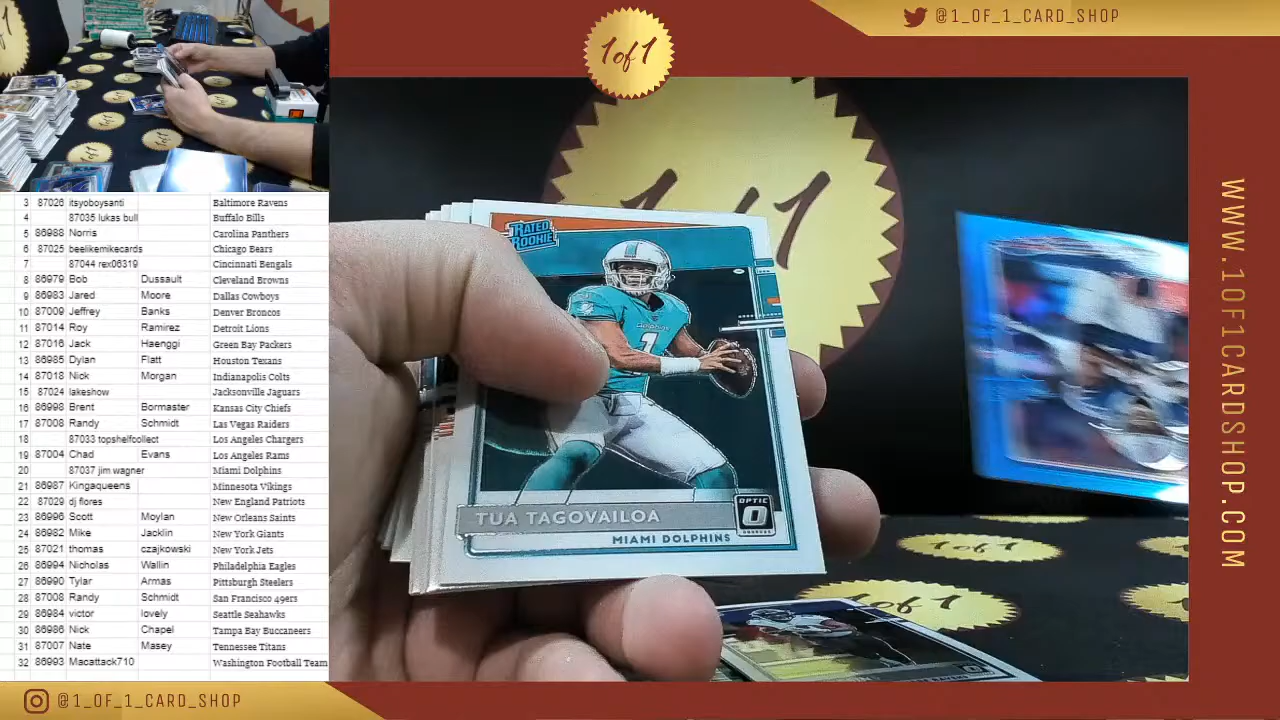 @1_OF_1_CARD_SHOP
1of1
3 87026 itsyoboysanti Baltimore Ravens
4 87035 lukas bull Buffalo Bills
5 86988 Norris Carolina Panthers
6 87025 beelikemikecards Chicago Bears
7 87044 rex06319 Cincinnati Bengals
8 86979 Bob Dussault Cleveland Browns
9 86983 Jared Moore Dallas Cowboys
10 87009 Jeffrey Banks Denver Broncos
11 87014 Roy Ramirez Detroit Lions
12 87016 Jack Haenggi Green Bay Packers
13 86985 Dylan Flatt Houston Texans
14 87018 Nick Morgan Indianapolis Colts
15 87024 lakeshow Jacksonville Jaguars
16 86998 Brent Bormaster Kansas City Chiefs
17 87008 Randy Schmidt Las Vegas Raiders
18 87033 topshelfcollect Los Angeles Chargers
19 87004 Chad Evans Los Angeles Rams
20 87037 jim wagner Miami Dolphins
21 86987 Kingaqueens Minnesota Vikings
22 87029 dj flores New England Patriots
23 86996 Scott Moylan New Orleans Saints
24 86982 Mike Jacklin New York Giants
25 87021 thomas czajkowski New York Jets
26 86994 Nicholas Wallin Philadelphia Eagles
27 86990 Tylar Armas Pittsburgh Steelers
28 87008 Randy Schmidt San Francisco 49ers
29 86984 victor lovely Seattle Seahawks
30 86986 Nick Chapel Tampa Bay Buccaneers
31 87007 Nate Masey Tennessee Titans
32 86993 Macattack710 Washington Football Team
RATED
ROOKIE
1
TUA TAGOVAILOA
OPTIC
MIAMI DOLPHINS
1of1
1of1
WWW.1OF1CARDSHOP.COM
@1_OF_1_CARD_SHOP